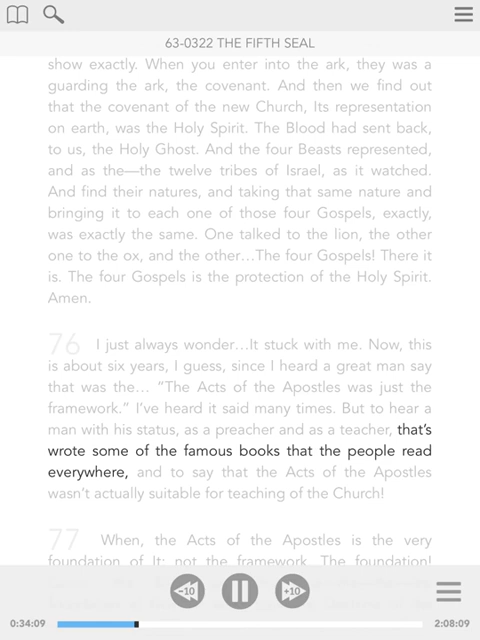 63-0322 THE FIFTH SEAL
show exactly. When you enter into the ark, they was a
guarding the ark, the covenant. And then we find out
that the covenant of the new Church, Its representation
on earth, was the Holy Spirit. The Blood had sent back,
to us, the Holy Ghost. And the four Beasts represented,
and as the—the twelve tribes of Israel, as it watched.
And find their natures, and taking that same nature and
bringing it to each one of those four Gospels, exactly,
was exactly the same. One talked to the lion, the other
one to the ox, and the other…The four Gospels! There it
is. The four Gospels is the protection of the Holy Spirit.
Amen.
76 I just always wonder…It stuck with me. Now, this
is about six years, I guess, since I heard a great man say
that was the… “The Acts of the Apostles was just the
framework.” I’ve heard it said many times. But to hear a
man with his status, as a preacher and as a teacher, that’s
wrote some of the famous books that the people read
everywhere, and to say that the Acts of the Apostles
wasn’t actually suitable for teaching of the Church!
77 When, the Acts of the Apostles is the very
foundation of It; not the framework. The foundation!
-10
+10
0:34:09
2:08:09